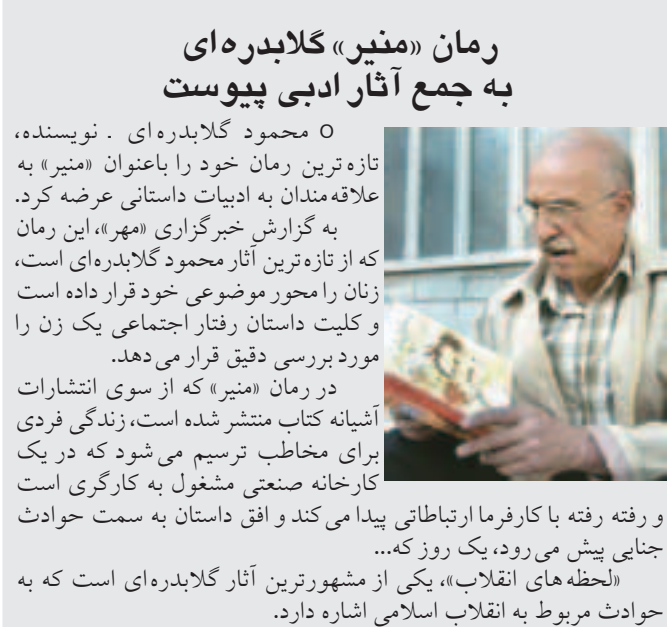 رمان «منیر» گلابدره‌ای
به جمع آثار ادبی پیوست
o محمود گلابدره‌ای ـ نویسنده،
تازه‌ترین رمان خود را باعنوان «منیر» به
علاقه‌مندان به ادبیات داستانی عرضه کرد.
به گزارش خبرگزاری «مهر»، این رمان
که از تازه‌ترین آثار محمود گلابدره‌ای است،
زنان را محور موضوعی خود قرار داده است
و کلیت داستان رفتار اجتماعی یک زن را
مورد بررسی دقیق قرار می‌دهد.
در رمان «منیر» که از سوی انتشارات
آشیانه کتاب منتشر شده است، زندگی فردی
برای مخاطب ترسیم می‌شود که در یک
کارخانه صنعتی مشغول به کارگری است
و رفته رفته با کارفرما ارتباطاتی پیدا می‌کند و افق داستان به سمت حوادث
جنایی پیش می‌رود، یک روز که...
«لحظه‌های انقلاب»، یکی از مشهورترین آثار گلابدره‌ای است که به
حوادث مربوط به انقلاب اسلامی اشاره دارد.